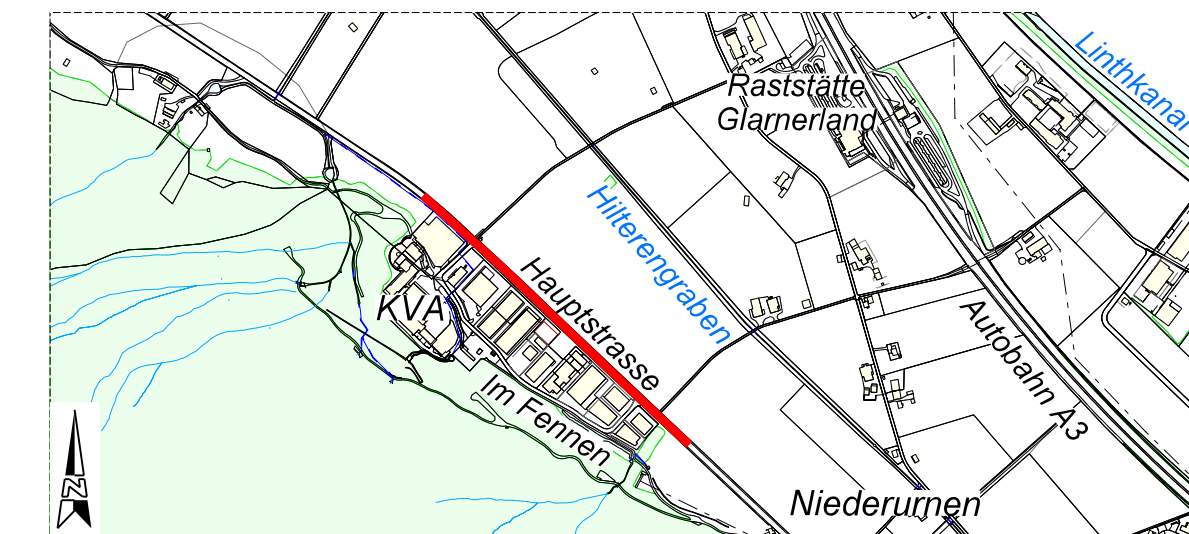 Linthkanal
Raststätte
Glarnerland
Hilterengraben
Hauptstrasse
KVA
Autobahn A3
Im Fennen
Niederurnen
N